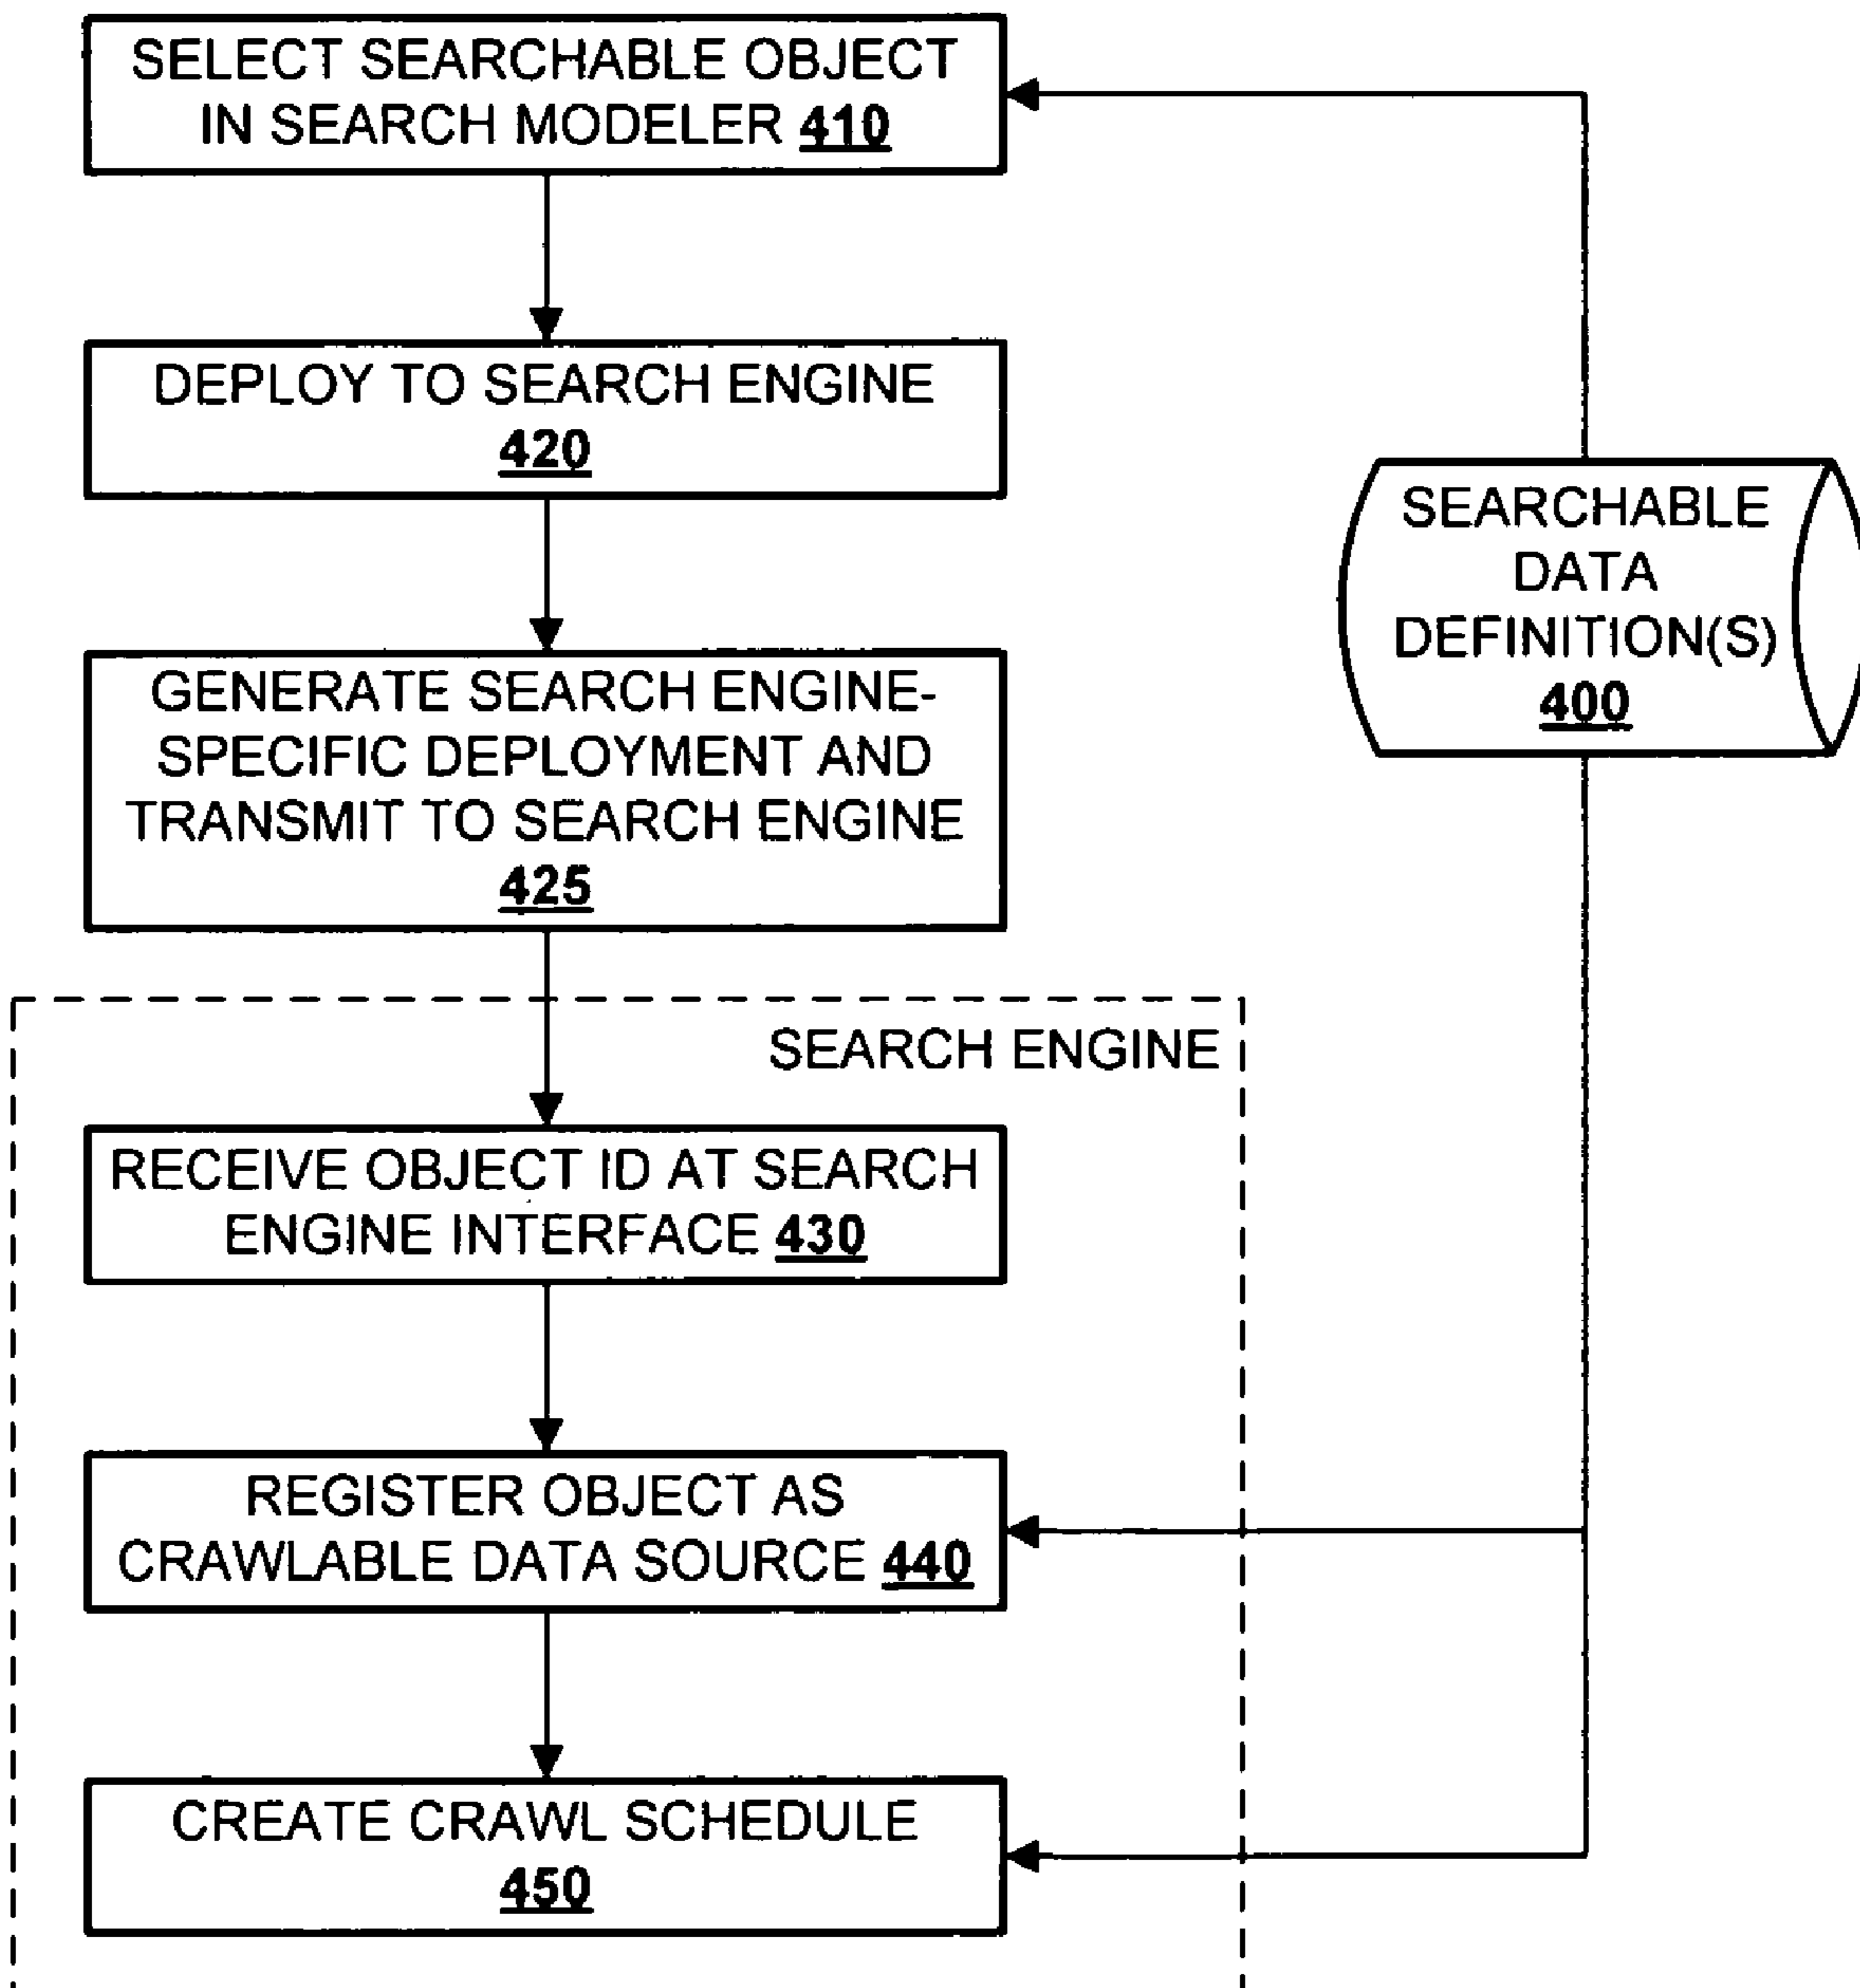 SELECT SEARCHABLE OBJECT
IN SEARCH MODELER 410
DEPLOY TO SEARCH ENGINE
420
SEARCHABLE
DATA
DEFINITION(S)
400
GENERATE SEARCH ENGINE-
SPECIFIC DEPLOYMENT AND
TRANSMIT TO SEARCH ENGINE
425
SEARCH ENGINE
RECEIVE OBJECT ID AT SEARCH
ENGINE INTERFACE 430
REGISTER OBJECT AS
CRAWLABLE DATA SOURCE 440
CREATE CRAWL SCHEDULE
450